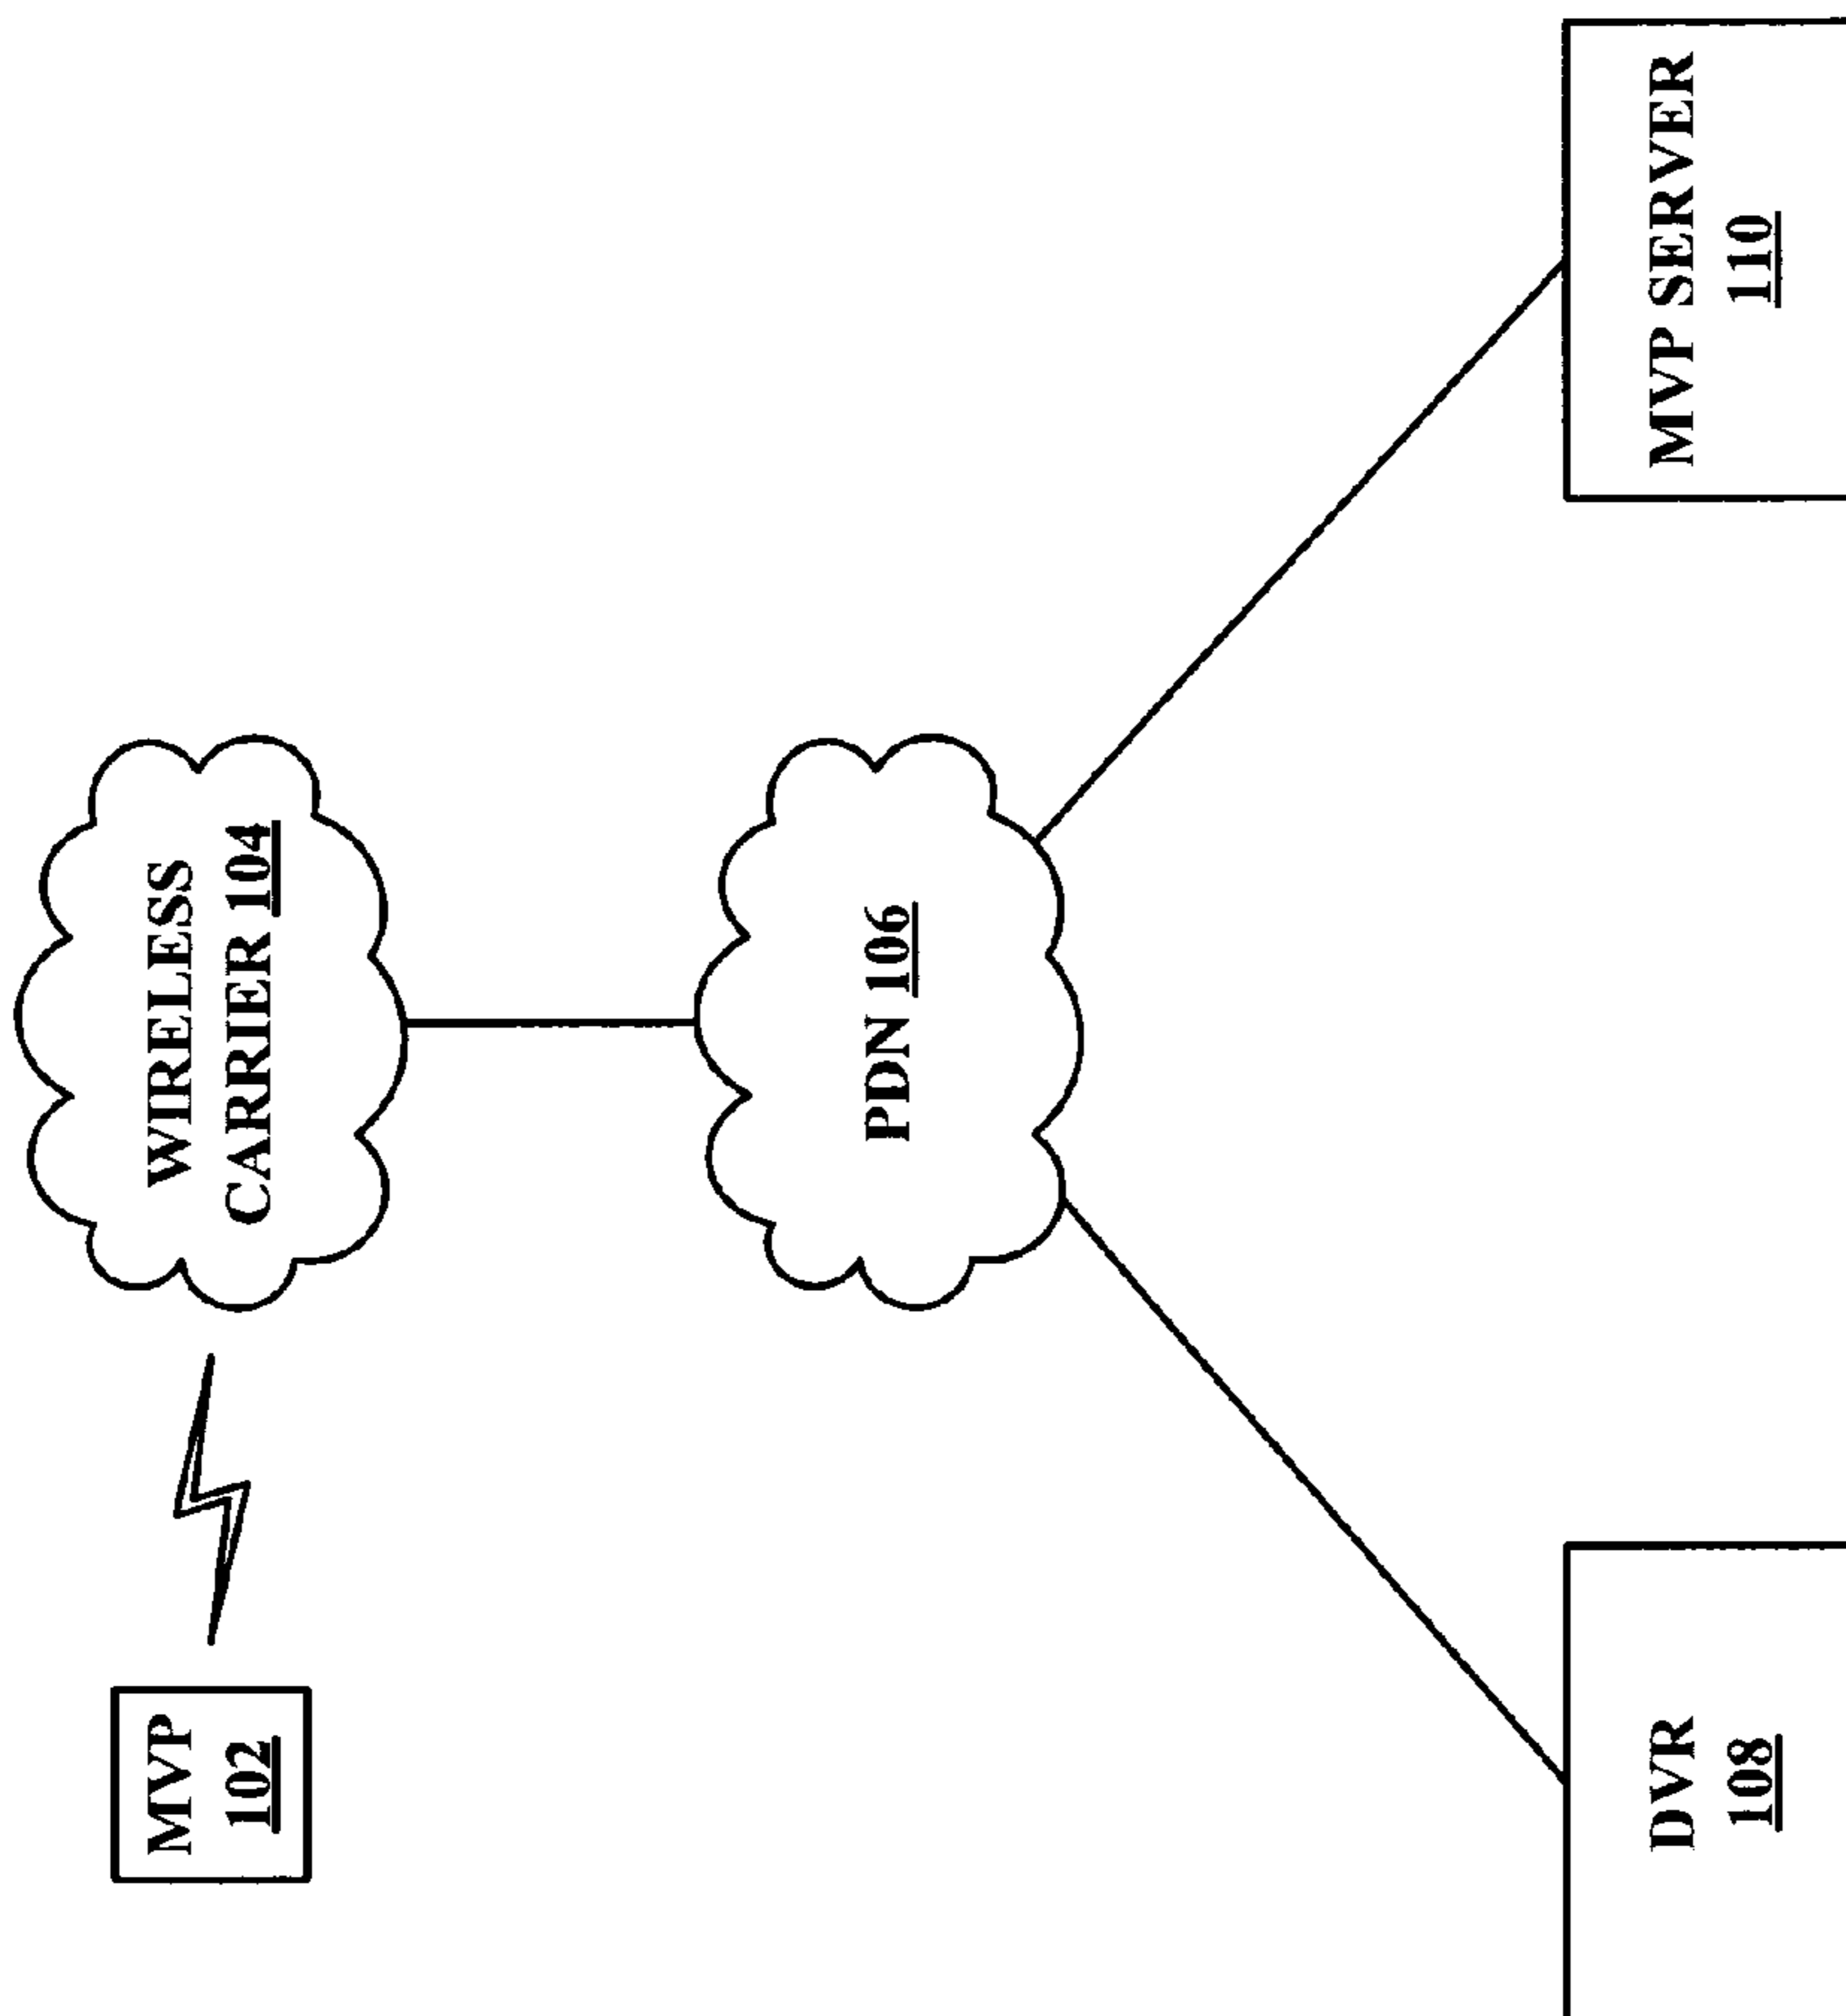 MVP
102
WIRELESS
CARRIER 104
PDN 106
DVR
108
MVP SERVER
110